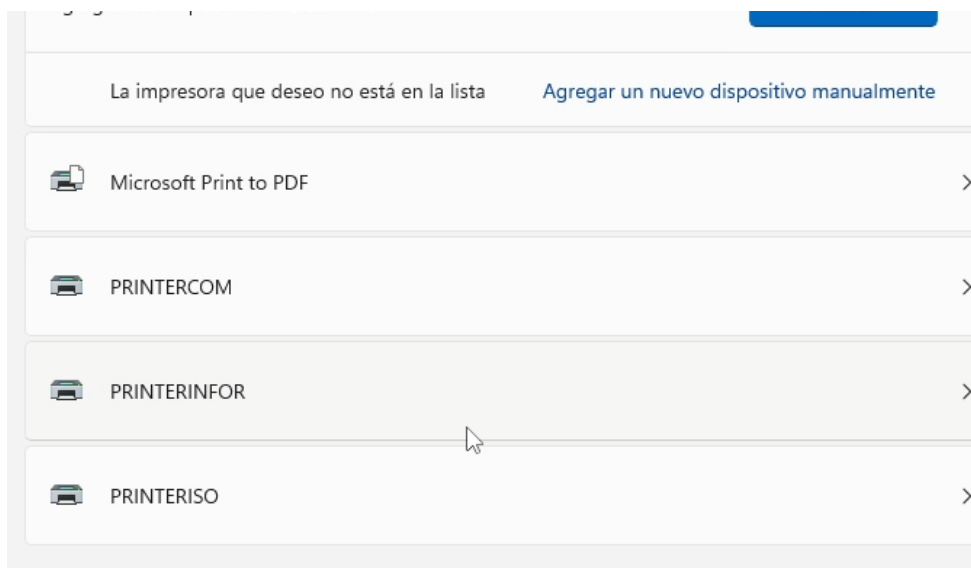 La impresora que deseo no está en la lista Agregar un nuevo dispositivo manualmente
Microsoft Print to PDF
PRINTERCOM
PRINTERINFOR
PRINTERISO